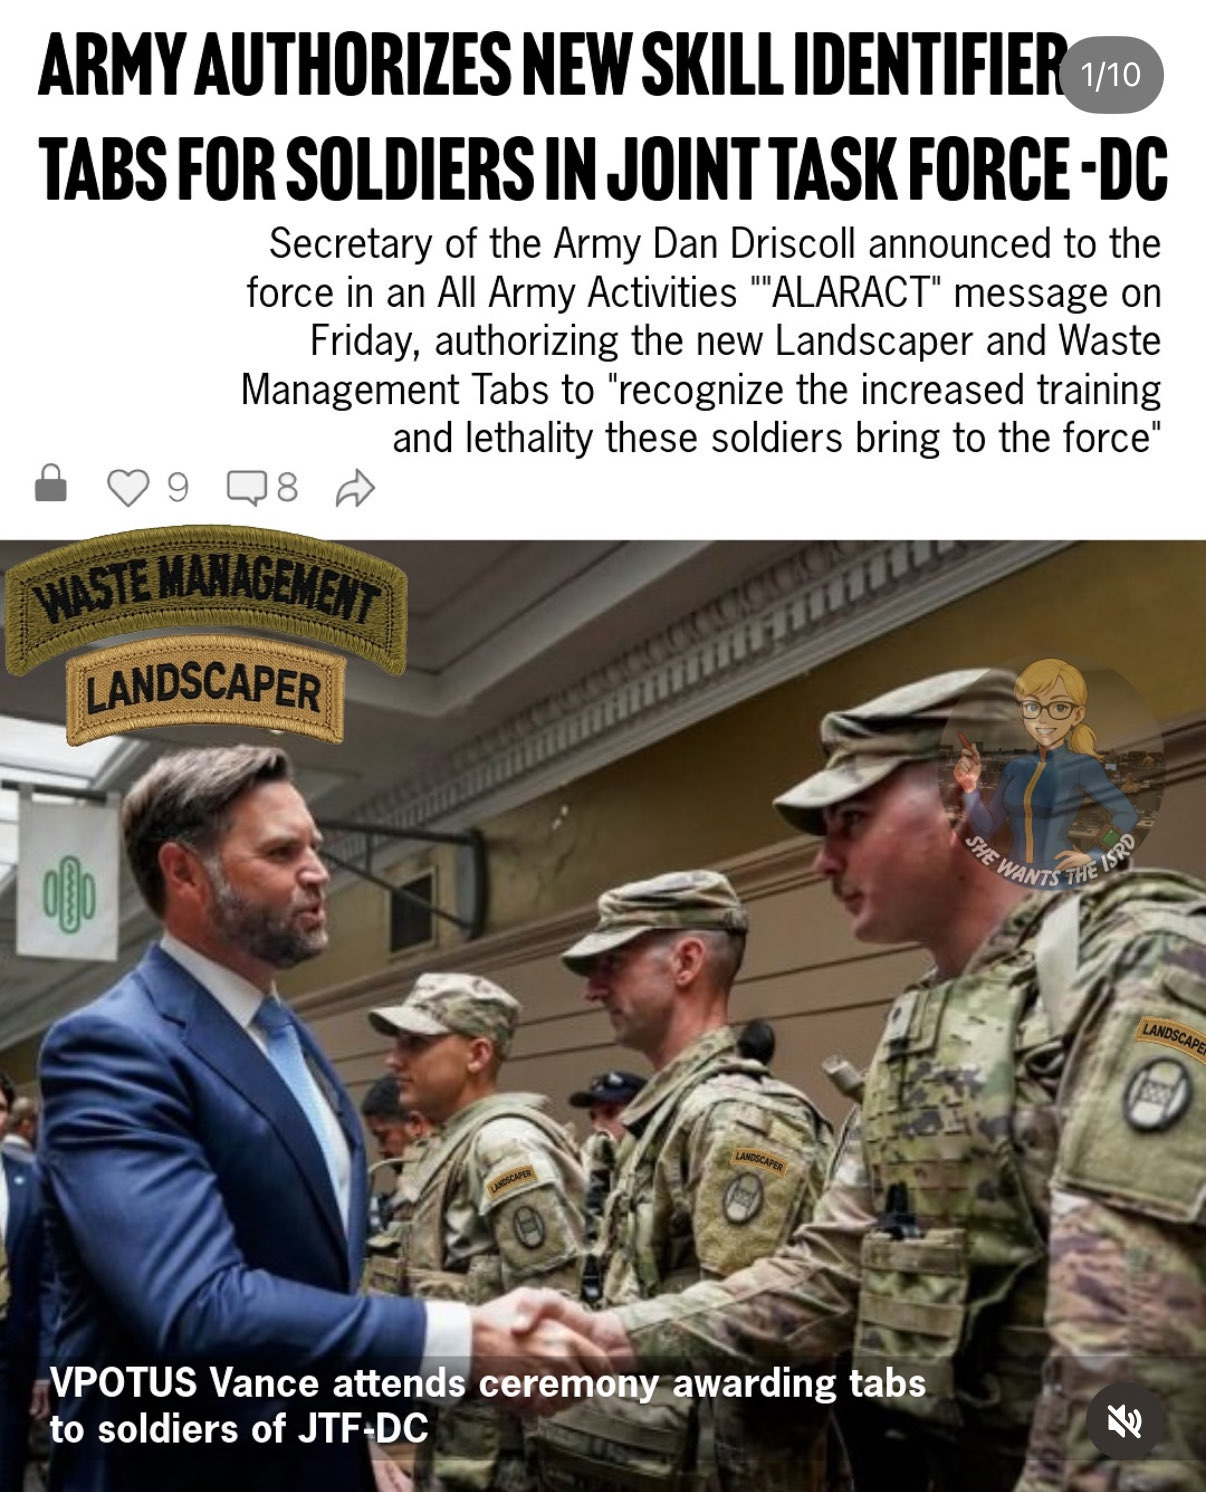 ARMY AUTHORIZES NEW SKILL IDENTIFIER
1/10
TABS FOR SOLDIERS IN JOINT TASK FORCE -DC
Secretary of the Army Dan Driscoll announced to the
force in an All Army Activities ""ALARACT" message on
Friday, authorizing the new Landscaper and Waste
Management Tabs to "recognize the increased training
and lethality these soldiers bring to the force"
9 8
WASTE MANAGEMENT
LANDSCAPER
SHE WANTS THE ISRD
LANDSCAPE
LANDSCAPER
LANDSCAPER
VPOTUS Vance attends ceremony awarding tabs
to soldiers of JTF-DC